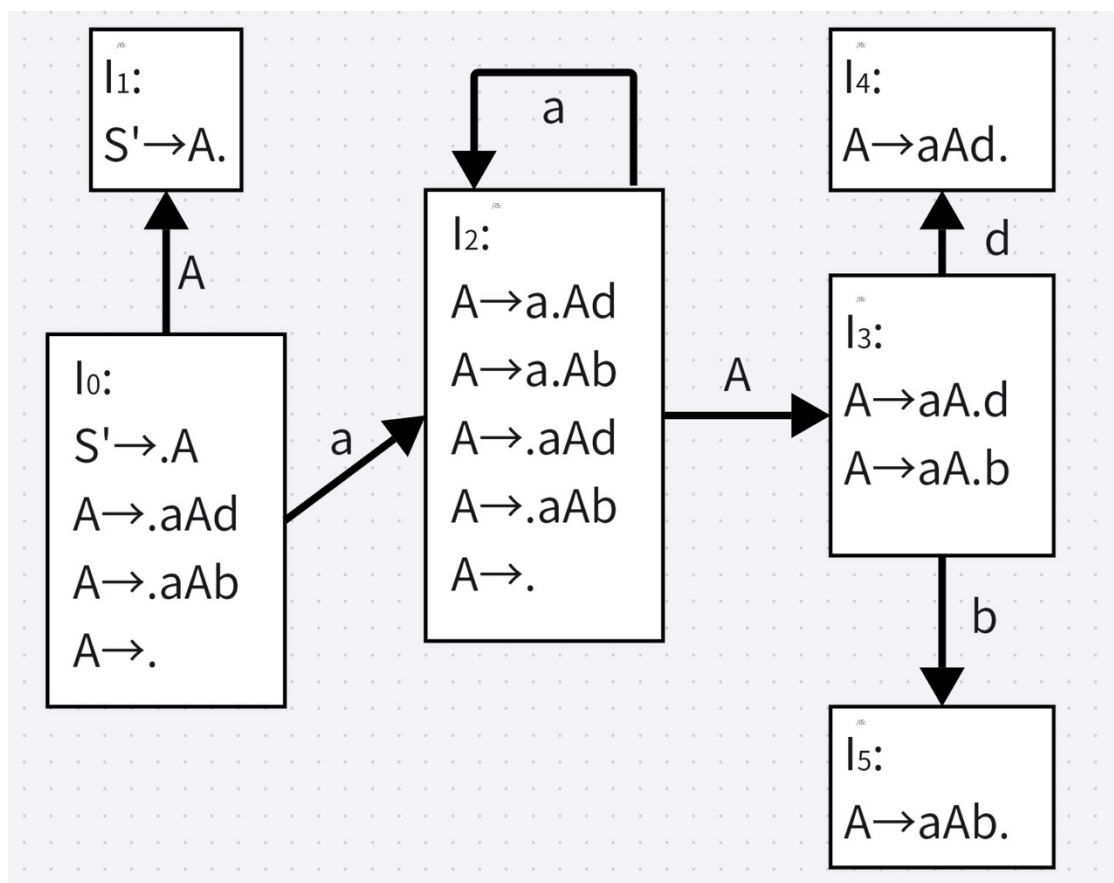 I1:
S'→A.
A
I0:
S'→.A
A→.aAd
A→.aAb
A→.
a
a
I2:
A→a.Ad
A→a.Ab
A→.aAd
A→.aAb
A→.
A
I4:
A→aAd.
d
I3:
A→aA.d
A→aA.b
b
I5:
A→aAb.